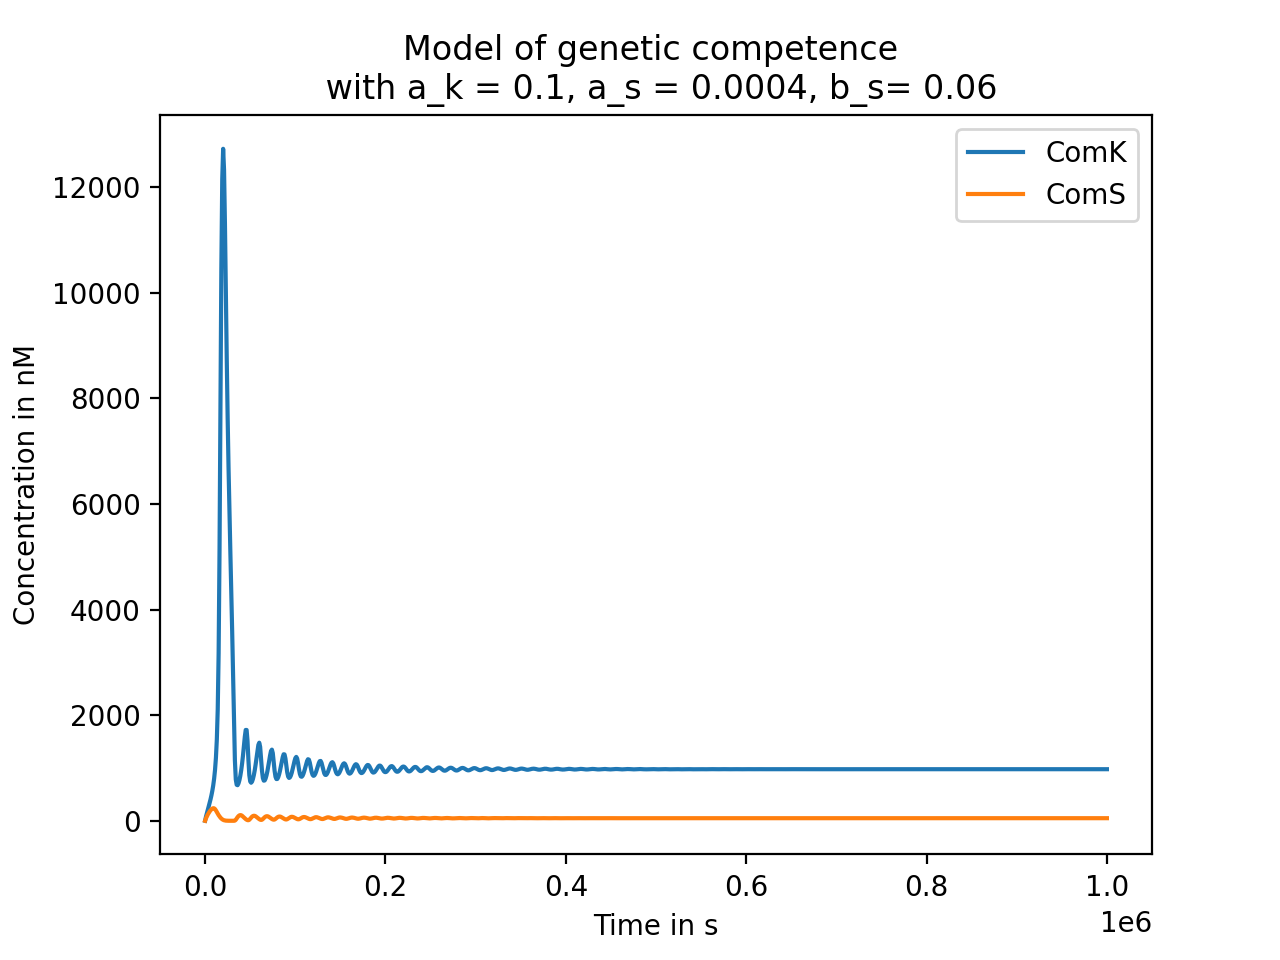 Model of genetic competence
with a_k = 0.1, a_s = 0.0004, b_s= 0.06
ComK
ComS
Concentration in nM
12000
10000
8000
6000
4000
2000
0
0.0
0.2
0.4
0.6
0.8
1.0
1e6
Time in s